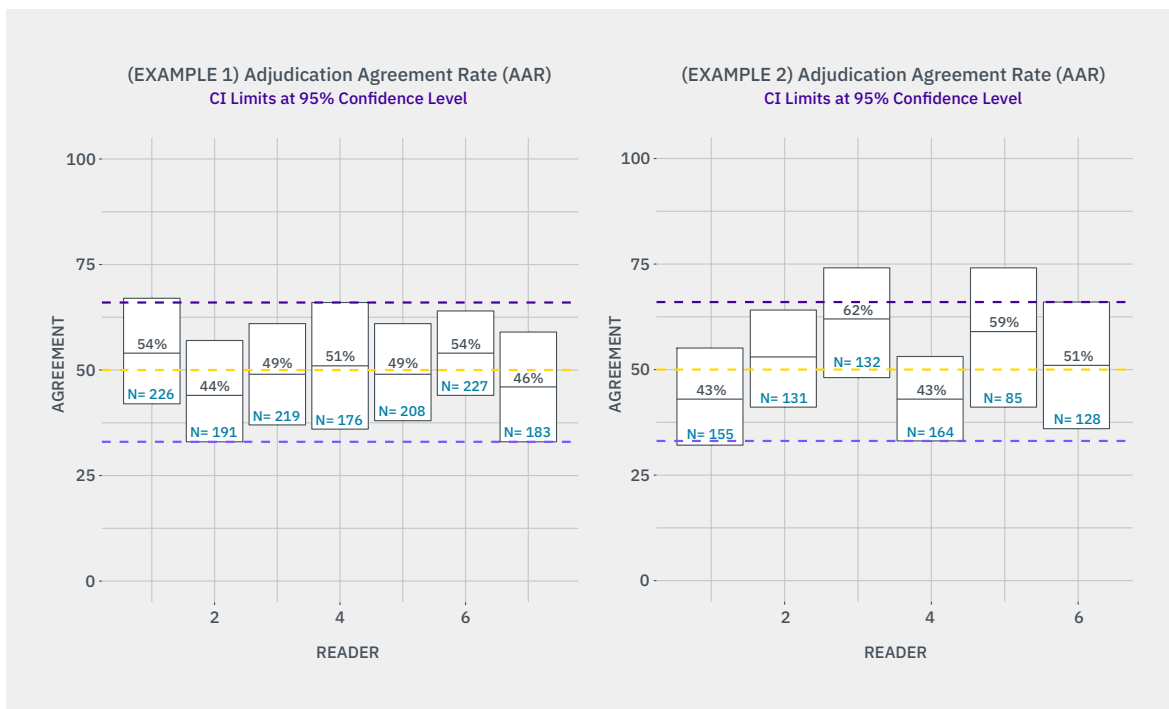 (EXAMPLE 1) Adjudication Agreement Rate (AAR)
CI Limits at 95% Confidence Level
100
75
50
25
0
AGREEMENT
54%
N= 226
44%
N= 191
49%
N= 219
51%
N= 176
49%
N= 208
54%
N= 227
46%
N= 183
2
4
6
READER
(EXAMPLE 2) Adjudication Agreement Rate (AAR)
CI Limits at 95% Confidence Level
100
75
50
25
0
AGREEMENT
43%
N= 155
N= 131
62%
N= 132
43%
N= 164
59%
N= 85
51%
N= 128
2
4
6
READER